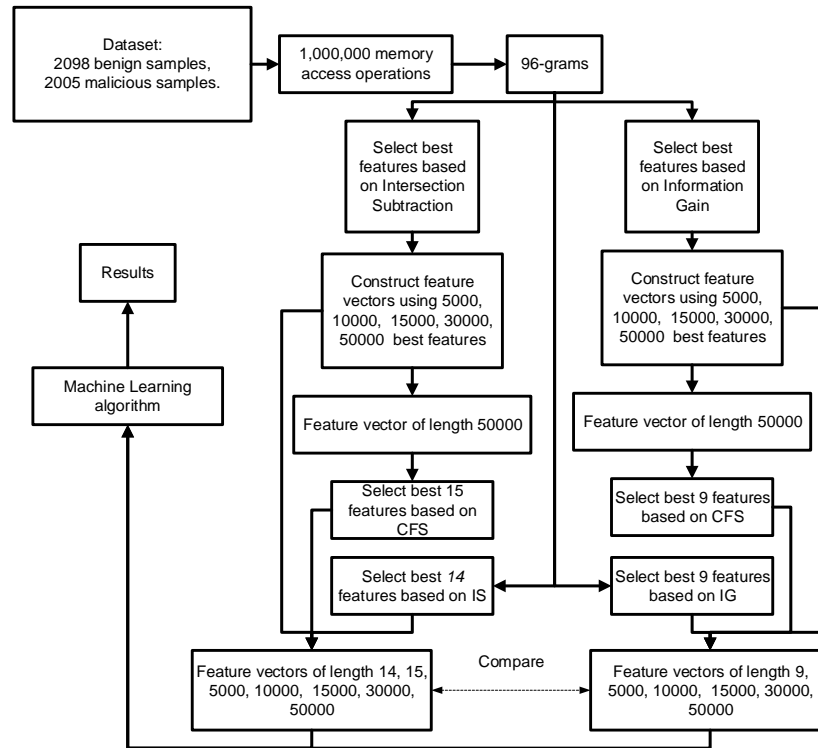 Dataset:
2098 benign samples,
2005 malicious samples.
1,000,000 memory
access operations
96-grams
Select best
features based
on Intersection
Subtraction
Select best
features based
on Information
Gain
Results
Construct feature
vectors using 5000,
10000, 15000, 30000,
50000 best features
Construct feature
vectors using 5000,
10000, 15000, 30000,
50000 best features
Machine Learning
algorithm
Feature vector of length 50000
Feature vector of length 50000
Select best 15
features based on
CFS
Select best 9 features
based on CFS
Select best 14
features based on IS
Select best 9 features
based on IG
Feature vectors of length 14, 15,
5000, 10000, 15000, 30000,
50000
Compare
Feature vectors of length 9,
5000, 10000, 15000, 30000,
50000